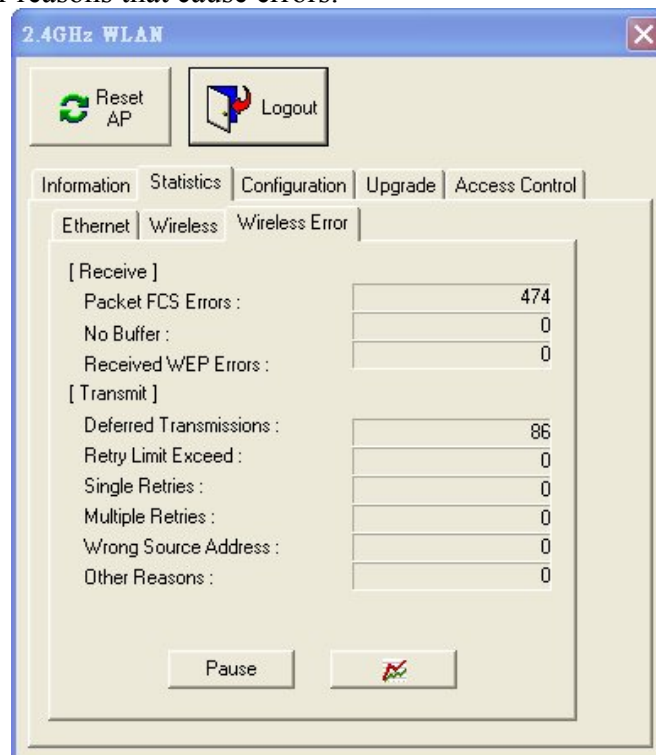 reasons that cause errors.
2.4GHz WLAN
Reset AP
Logout
Information Statistics Configuration Upgrade Access Control
Ethernet Wireless Wireless Error
[ Receive ]
Packet FCS Errors : 474
No Buffer : 0
Received WEP Errors : 0
[ Transmit ]
Deferred Transmissions : 86
Retry Limit Exceed : 0
Single Retries : 0
Multiple Retries : 0
Wrong Source Address : 0
Other Reasons : 0
Pause